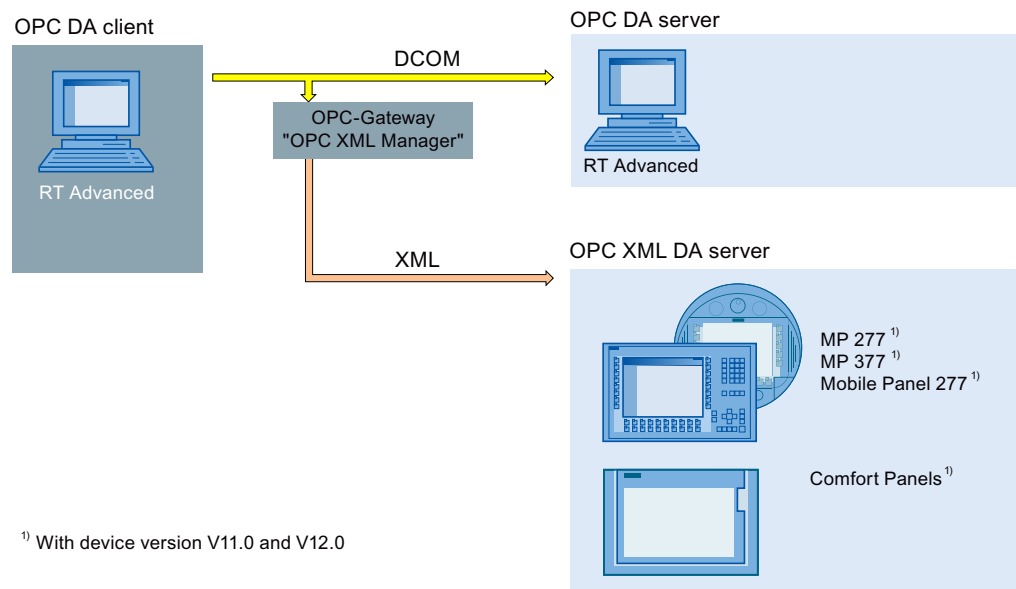 OPC DA client
RT Advanced
DCOM
OPC-Gateway
"OPC XML Manager"
XML
OPC DA server
RT Advanced
OPC XML DA server
MP 277 1)
MP 377 1)
Mobile Panel 277 1)
Comfort Panels 1)
1) With device version V11.0 and V12.0